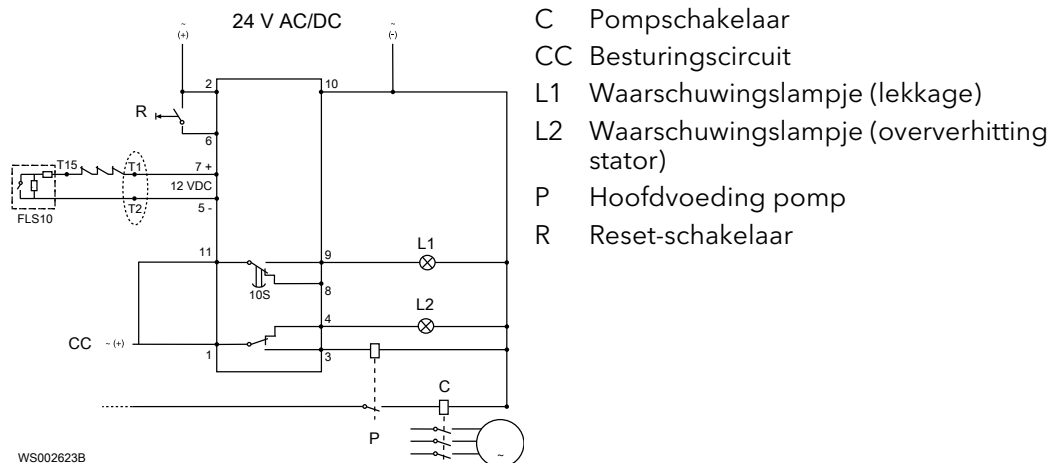 24 V AC/DC
~
(+)
~
(-)
2
10
R
6
T15
T1
7 +
12 VDC
T2
5 -
FLS10
11
9
L1
10S
8
L2
4
CC ~ (+)
1
3
C
P
~
WS002623B
C Pompschakelaar
CC Besturingscircuit
L1 Waarschuwingslampje (lekkage)
L2 Waarschuwingslampje (oververhitting
stator)
P Hoofdvoeding pomp
R Reset-schakelaar